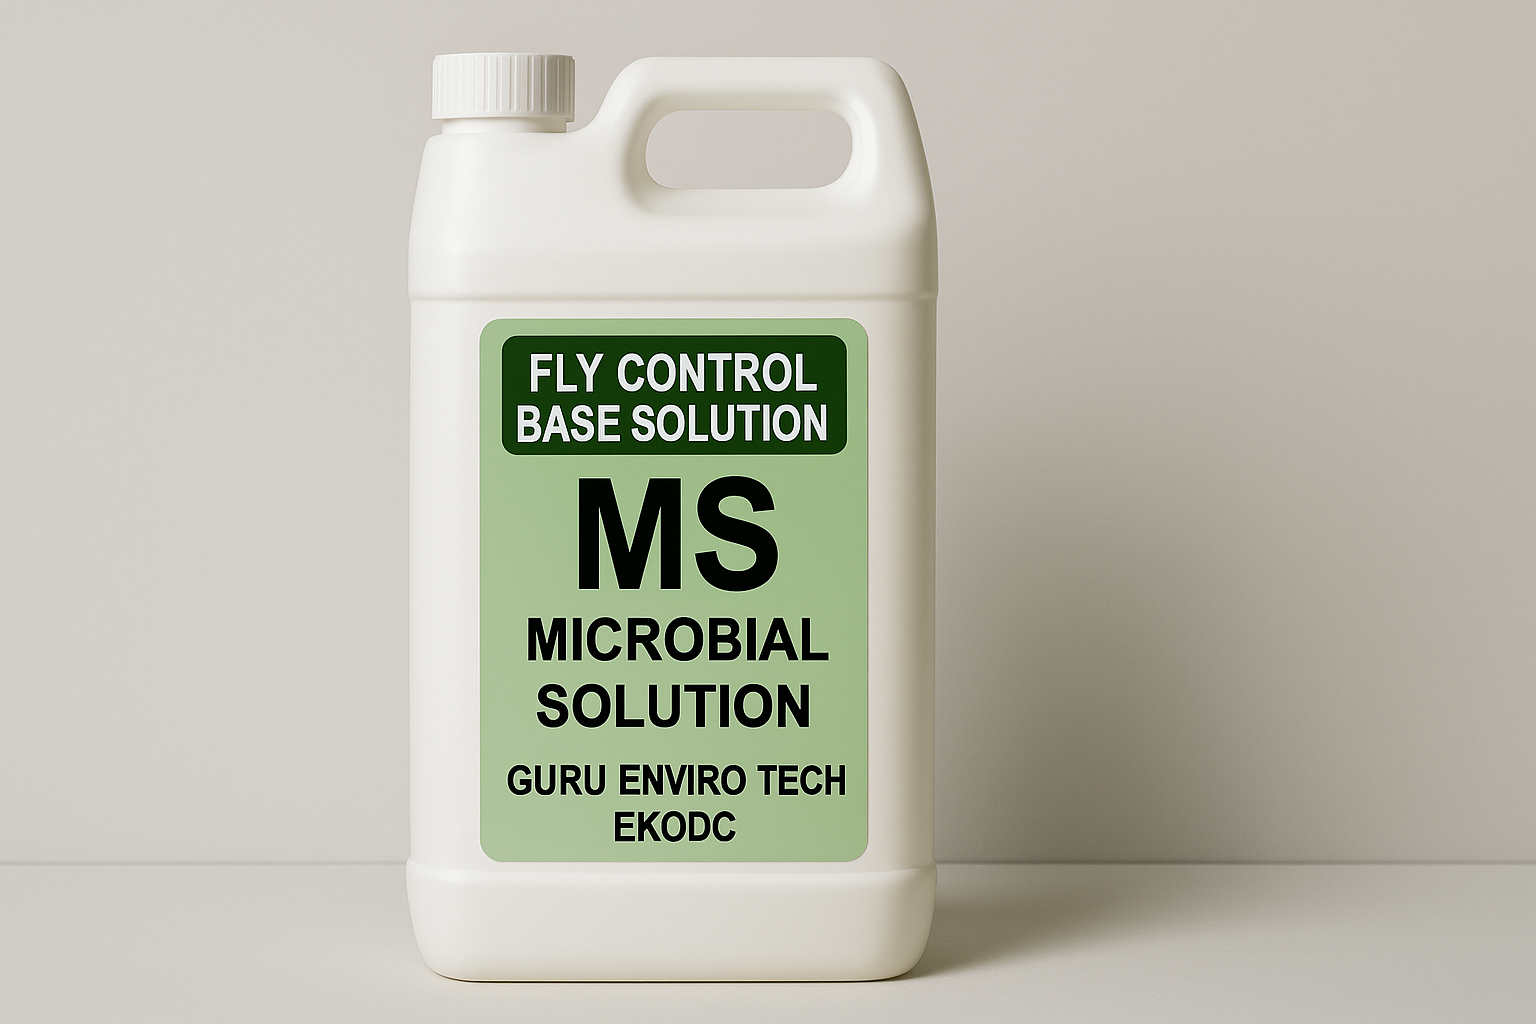 FLY CONTROL
BASE SOLUTION
MS
MICROBIAL
SOLUTION
GURU ENVIRO TECH
EKODC